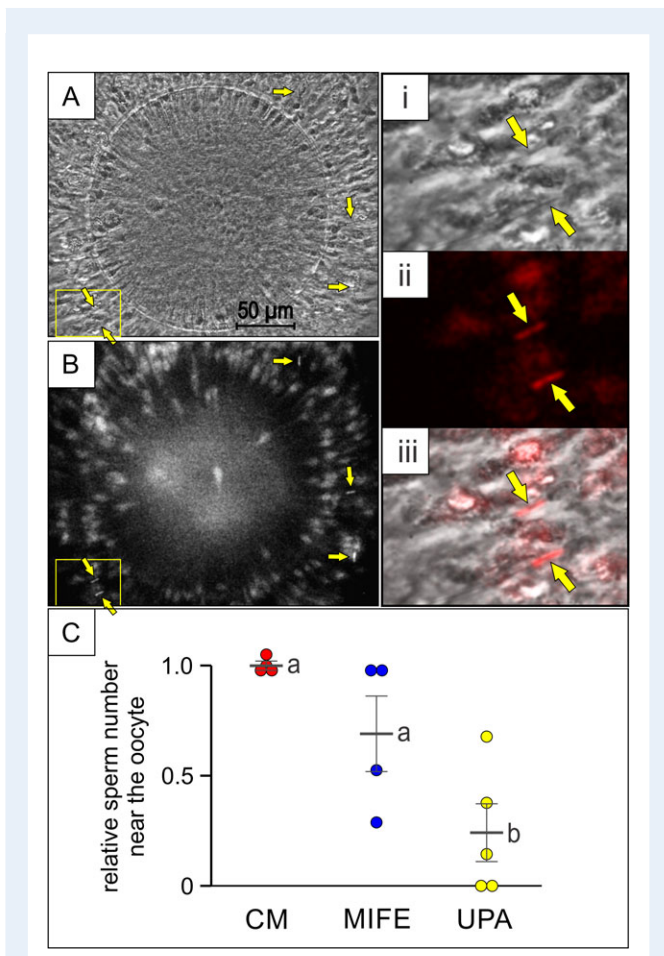 A
50 µm
i
B
ii
iii
C
relative sperm number
near the oocyte
1.0
0.5
0
a
a
b
CM
MIFE
UPA